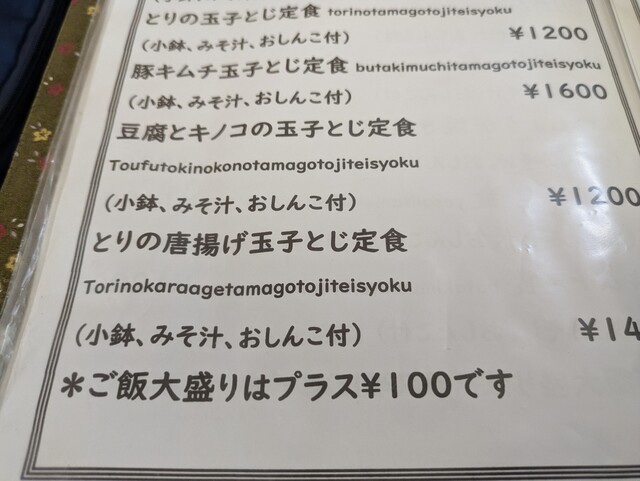 とりの玉子とじ定食 torinotamagotojiteisyoku
(小鉢、みそ汁、おしんこ付) ¥1200
豚キムチ玉子とじ定食 butakimuchitamagotojiteisyoku
(小鉢、みそ汁、おしんこ付) ¥1600
豆腐とキノコの玉子とじ定食
Toufutokinokonotamagotojiteisyoku
(小鉢、みそ汁、おしんこ付) ¥1200
とりの唐揚げ玉子とじ定食
Torinokaraagetamagotojiteisyoku
(小鉢、みそ汁、おしんこ付) ¥14
*ご飯大盛りはプラス¥100です